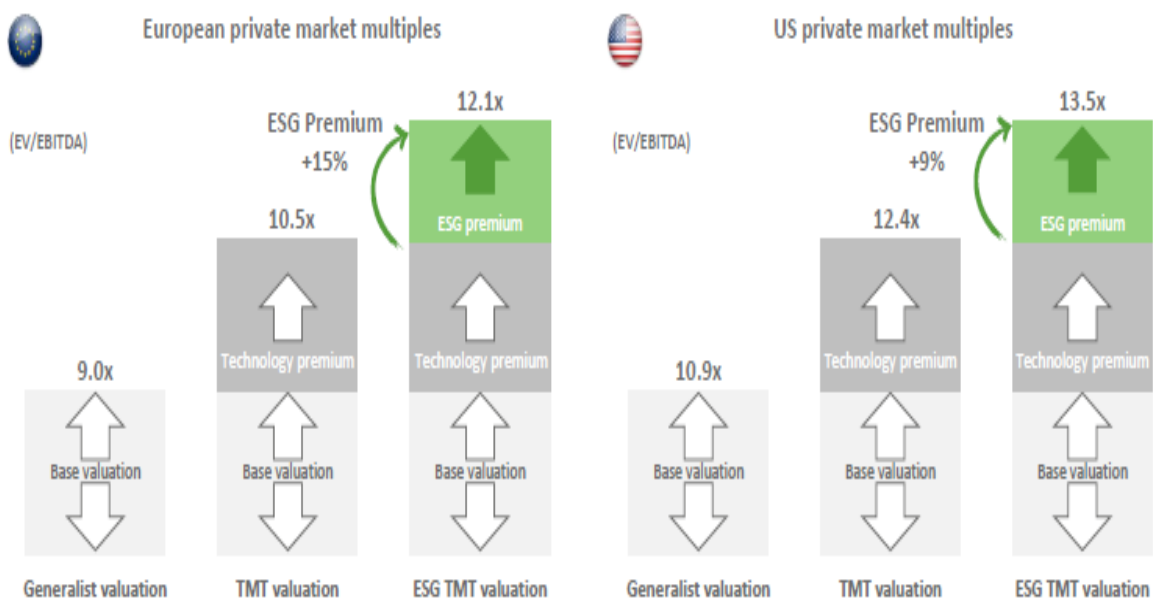 European private market multiples
(EV/EBITDA)
ESG Premium
+15%
12.1x
10.5x
9.0x
ESG premium
Technology premium
Technology premium
Base valuation
Base valuation
Base valuation
Generalist valuation
TMT valuation
ESG TMT valuation
US private market multiples
(EV/EBITDA)
ESG Premium
+9%
13.5x
12.4x
10.9x
ESG premium
Technology premium
Technology premium
Base valuation
Base valuation
Base valuation
Generalist valuation
TMT valuation
ESG TMT valuation